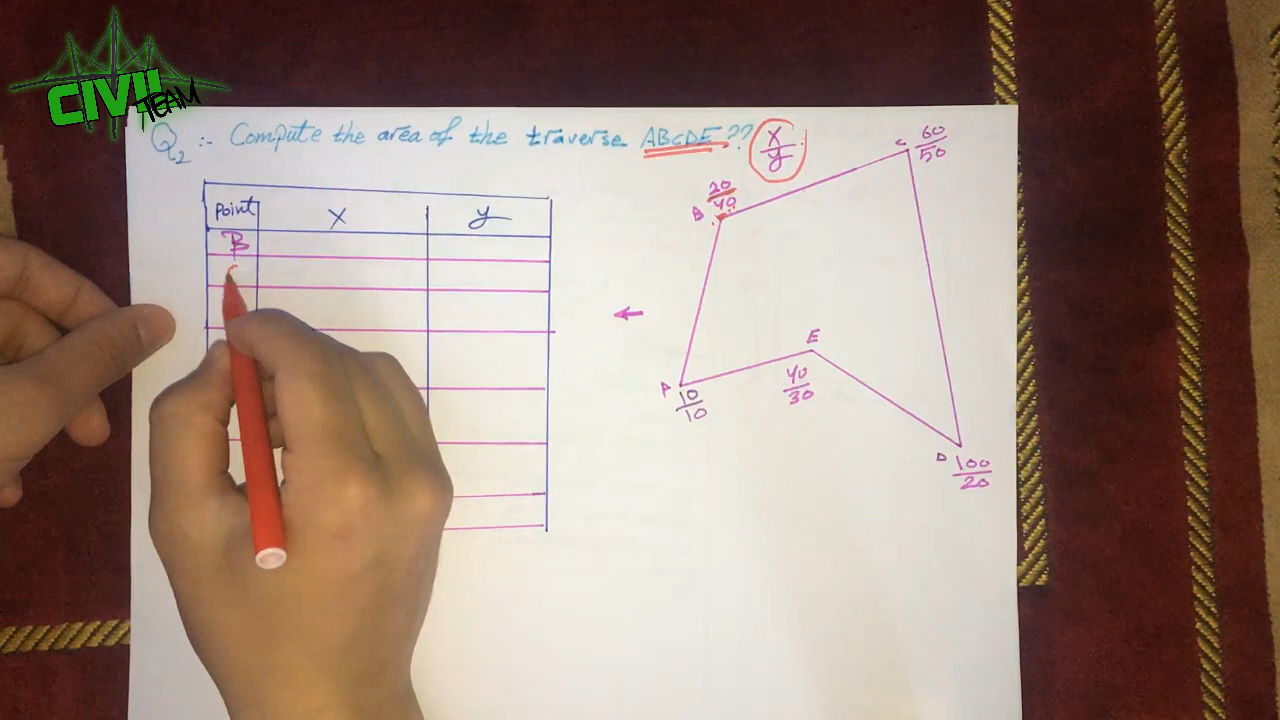 CIVIL
TEAM
Q2 :- Compute the area of the traverse ABCDE ??
x
y
Point x y
B
C 60
50
20
40
B
E
40
30
A
10
10
D 100
20